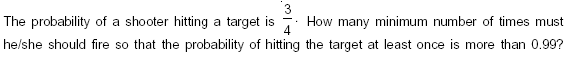 The probability of a shooter hitting a target is 3/4. How many minimum number of times must
he/she should fire so that the probability of hitting the target at least once is more than 0.99?